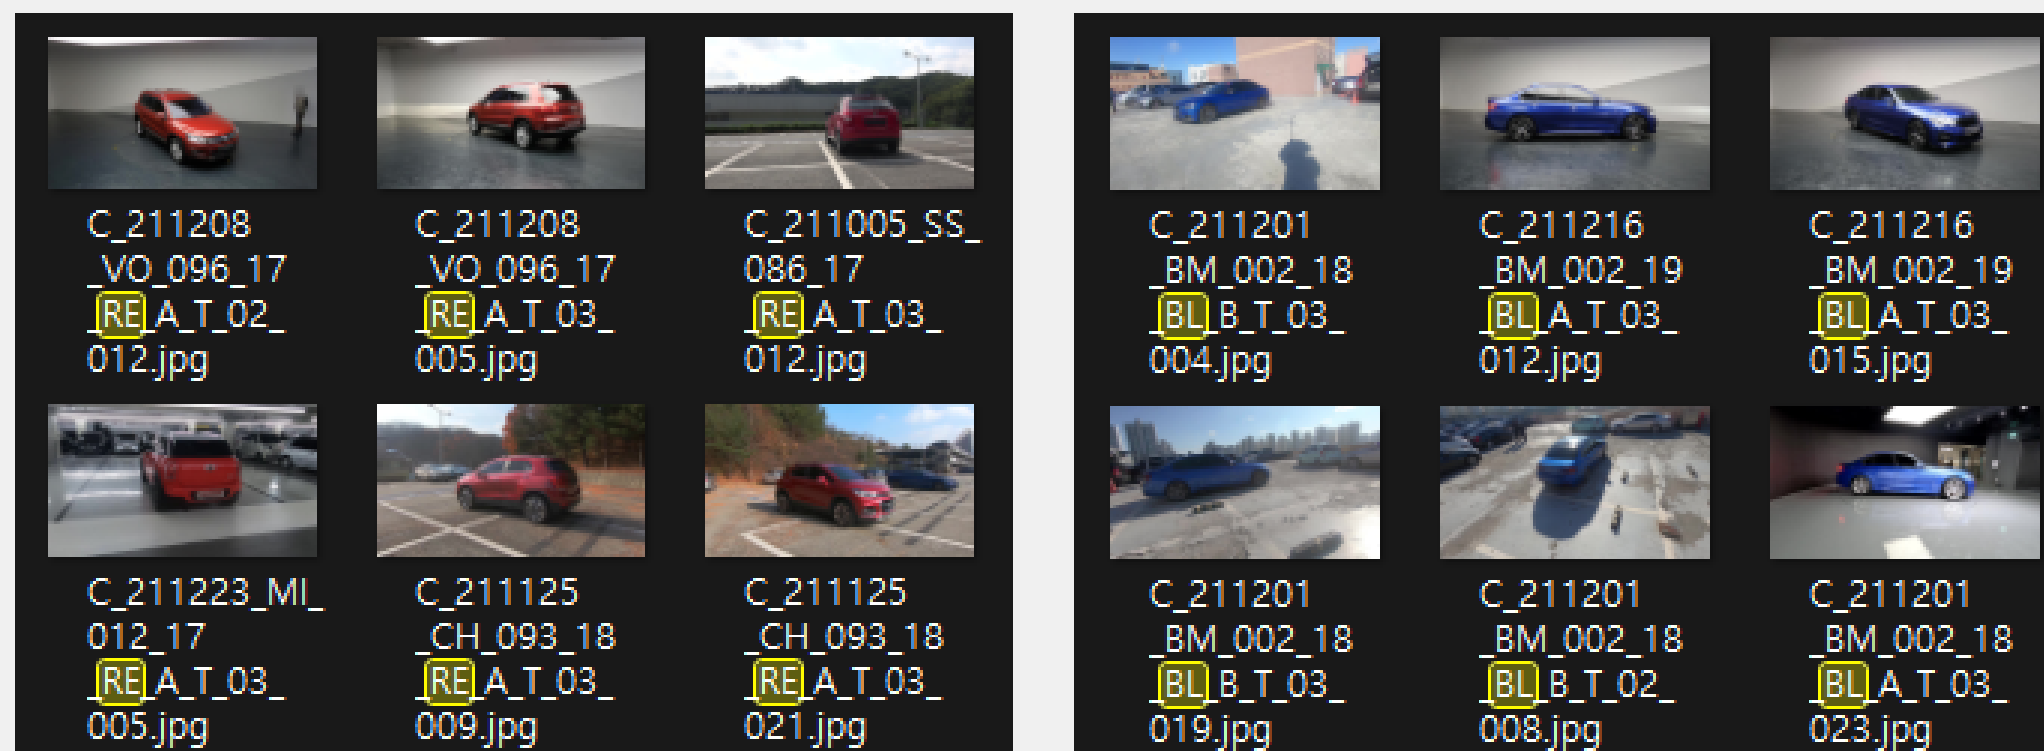 C_211208
_VO_096_17
_RE_A_T_02_
012.jpg
C_211208
_VO_096_17
_RE_A_T_03_
005.jpg
C_211005_SS_
086_17
_RE_A_T_03_
012.jpg
C_211223_MI_
012_17
_RE_A_T_03_
005.jpg
C_211125
_CH_093_18
_RE_A_T_03_
009.jpg
C_211125
_CH_093_18
_RE_A_T_03_
021.jpg
C_211201
_BM_002_18
_BL_B_T_03_
004.jpg
C_211216
_BM_002_19
_BL_A_T_03_
012.jpg
C_211216
_BM_002_19
_BL_A_T_03_
015.jpg
C_211201
_BM_002_18
_BL_B_T_03_
019.jpg
C_211201
_BM_002_18
_BL_B_T_02_
008.jpg
C_211201
_BM_002_18
_BL_A_T_03_
023.jpg